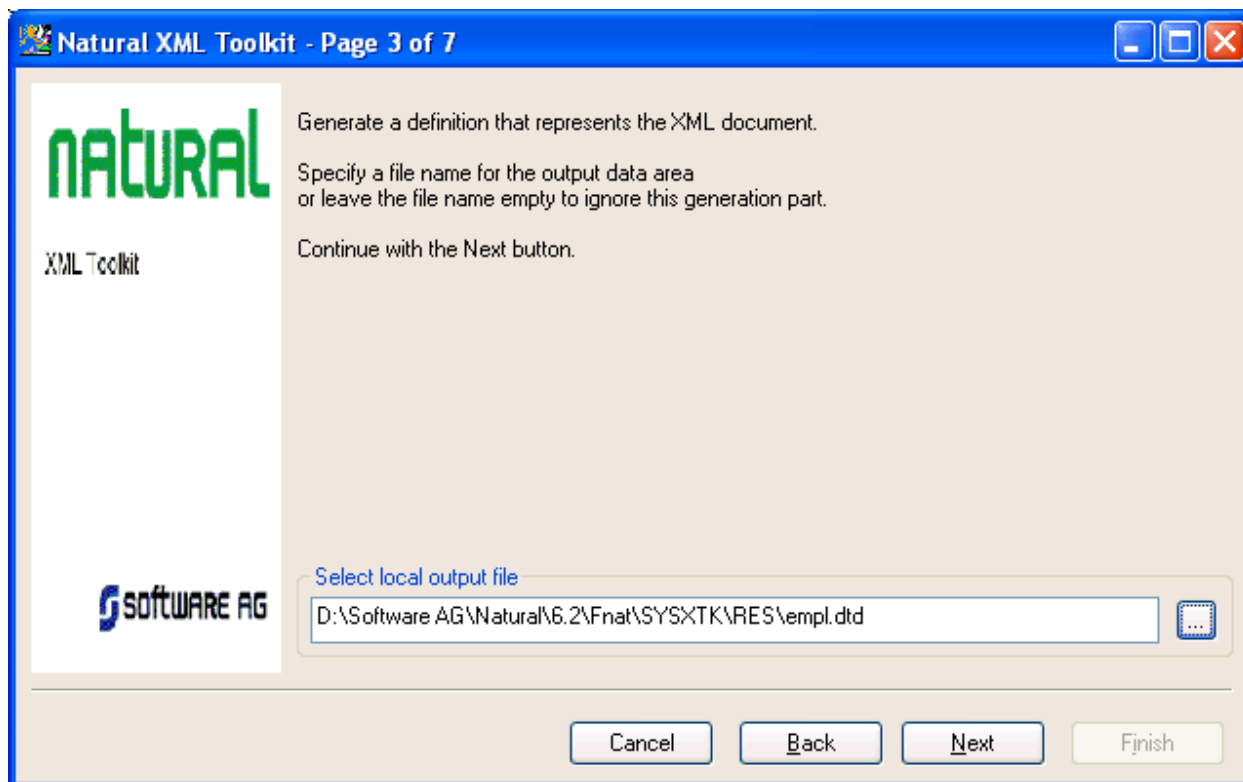 Natural XML Toolkit - Page 3 of 7
NATURAL
XML Toolkit
Generate a definition that represents the XML document.
Specify a file name for the output data area
or leave the file name empty to ignore this generation part.
Continue with the Next button.
software AG
Select local output file
D:\Software AG\Natural\6.2\Fnat\SYSXTK\RES\empl.dtd
...
Cancel
Back
Next
Finish